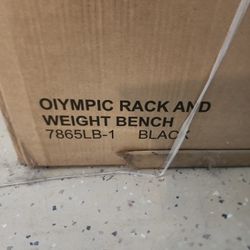 OIYMPIC RACK AND
WEIGHT BENCH
7865LB-1 BLACK